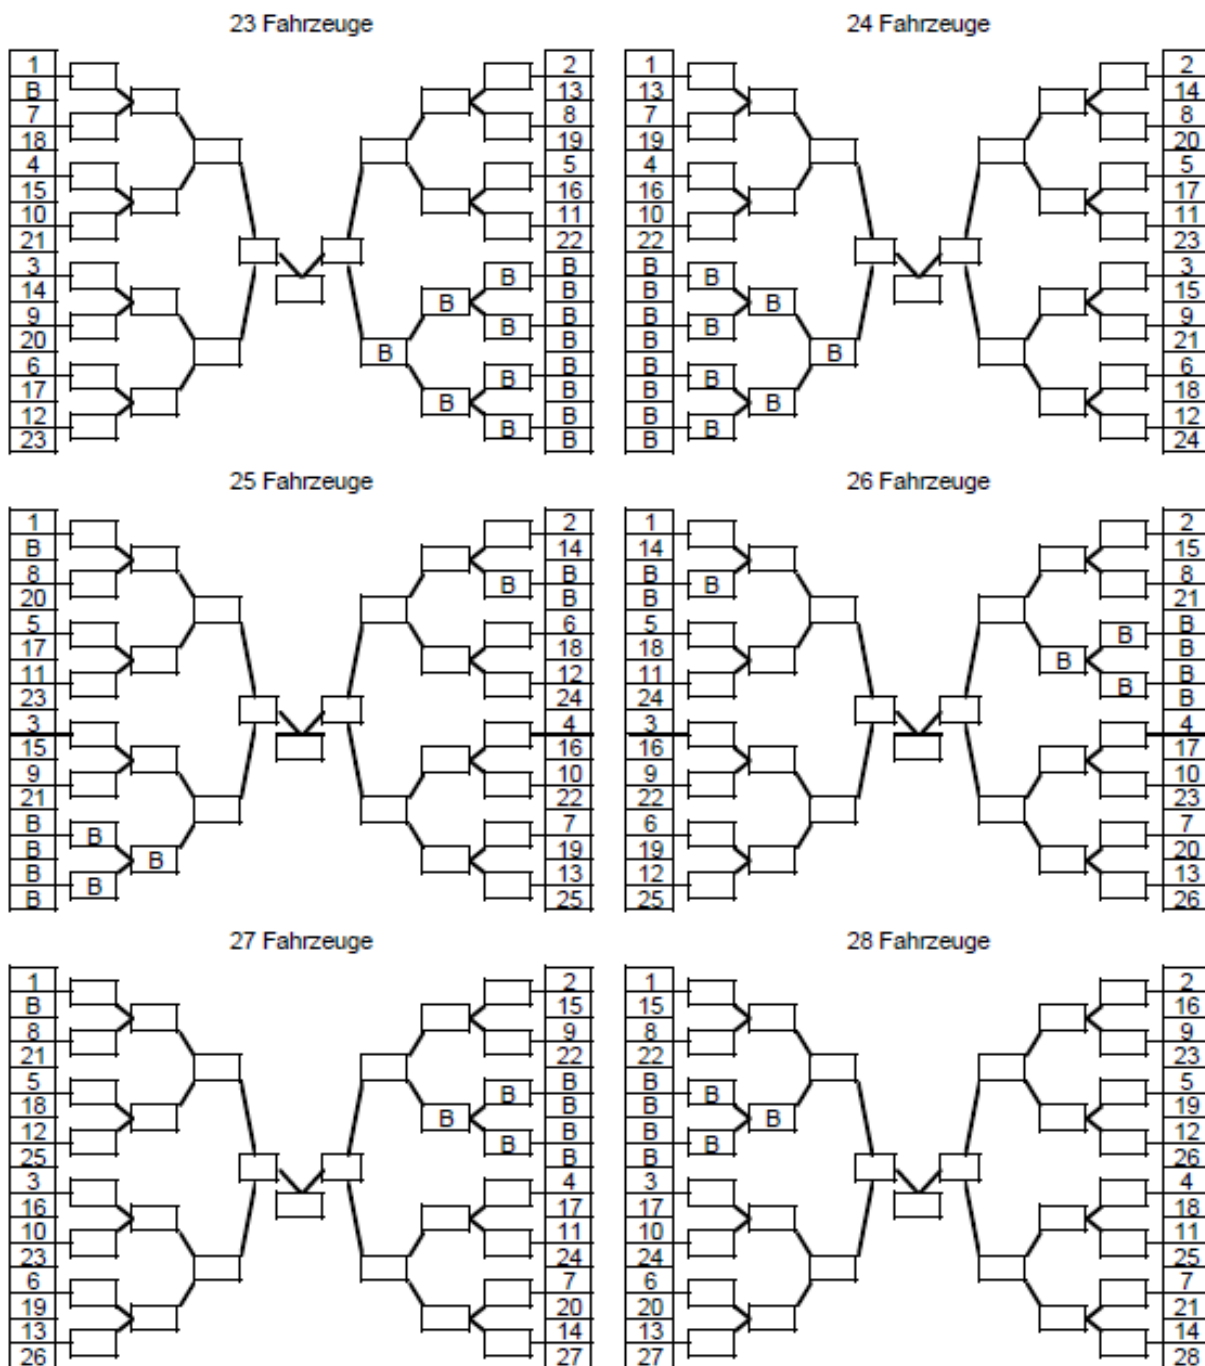 23 Fahrzeuge
24 Fahrzeuge
1 2 1 2
B 13 13 14
7 8 7 8
18 19 19 20
4 5 4 5
15 16 16 17
10 11 10 11
21 22 22 23
3 B B B B 3
14 B B B B 15
9 B B B B 9
20 B B B B 21
6 B B B B 6
17 B B B B 18
12 B B B B 12
23 B B 24
25 Fahrzeuge
26 Fahrzeuge
1 2 1 2
B 14 14 15
8 B B B B 8
20 B B 21
5 6 5 B B
17 18 18 B B
11 12 11 B B
23 24 24 B
3 4 3 4
15 16 16 17
9 10 9 10
21 22 22 23
B B 7 6 7
B B 19 19 20
B B 13 12 13
B 25 25 26
27 Fahrzeuge
28 Fahrzeuge
1 2 1 2
B 15 15 16
8 9 8 9
21 22 22 23
5 B B B B 5
18 B B B B 19
12 B B B B 12
25 B B 26
3 4 3 4
16 17 17 18
10 11 10 11
23 24 24 25
6 7 6 7
19 20 20 21
13 14 13 14
26 27 27 28